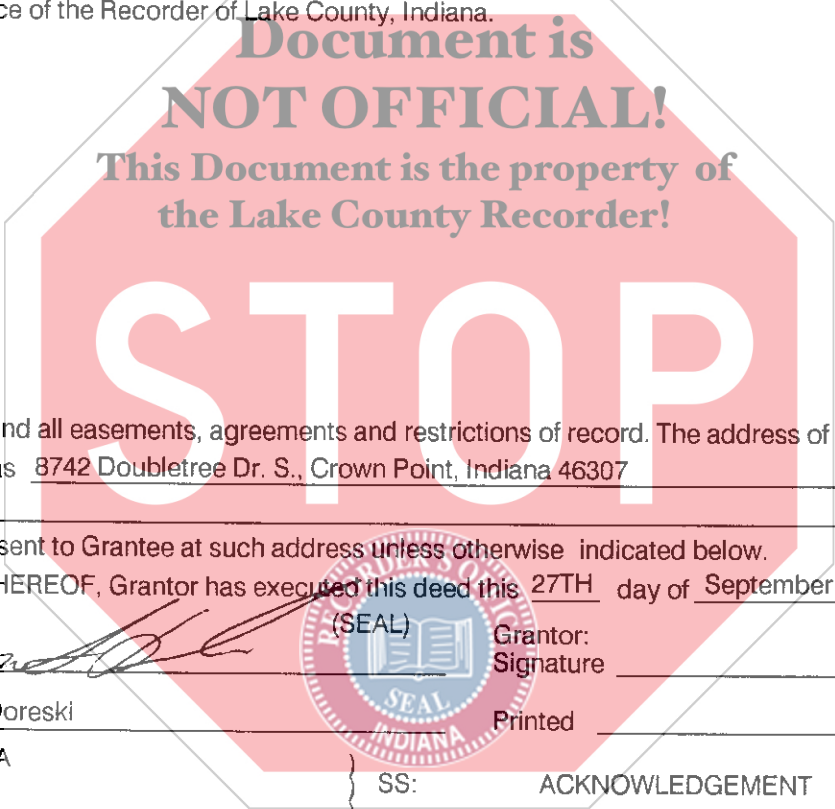 ce of the Recorder of Lake County, Indiana.
Document is
NOT OFFICIAL!
This Document is the property of
the Lake County Recorder!
STOP
nd all easements, agreements and restrictions of record. The address of
s 8742 Doubletree Dr. S., Crown Point, Indiana 46307
sent to Grantee at such address unless otherwise indicated below.
HEREOF, Grantor has executed this deed this 27TH day of September
(SEAL) Grantor:
Signature
oreski Printed
RECORDER'S OFFICE
SEAL
INDIANA
A
SS: ACKNOWLEDGEMENT